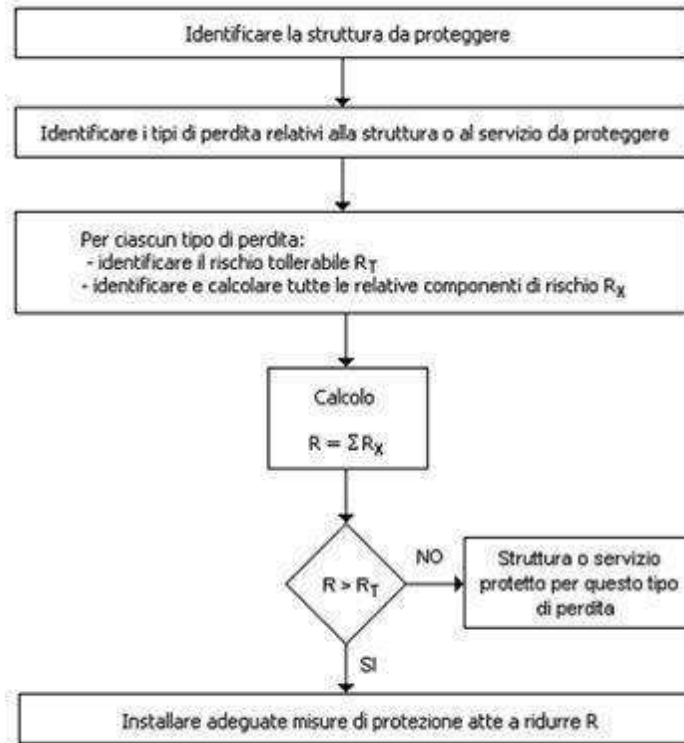 Identificare la struttura da proteggere
Identificare i tipi di perdita relativi alla struttura o al servizio da proteggere
Per ciascun tipo di perdita:
- identificare il rischio tollerabile RT
- identificare e calcolare tutte le relative componenti di rischio RX
Calcolo
R = ΣRX
R > RT
NO
Struttura o servizio
protetto per questo tipo
di perdita
SI
Installare adeguate misure di protezione atte a ridurre R